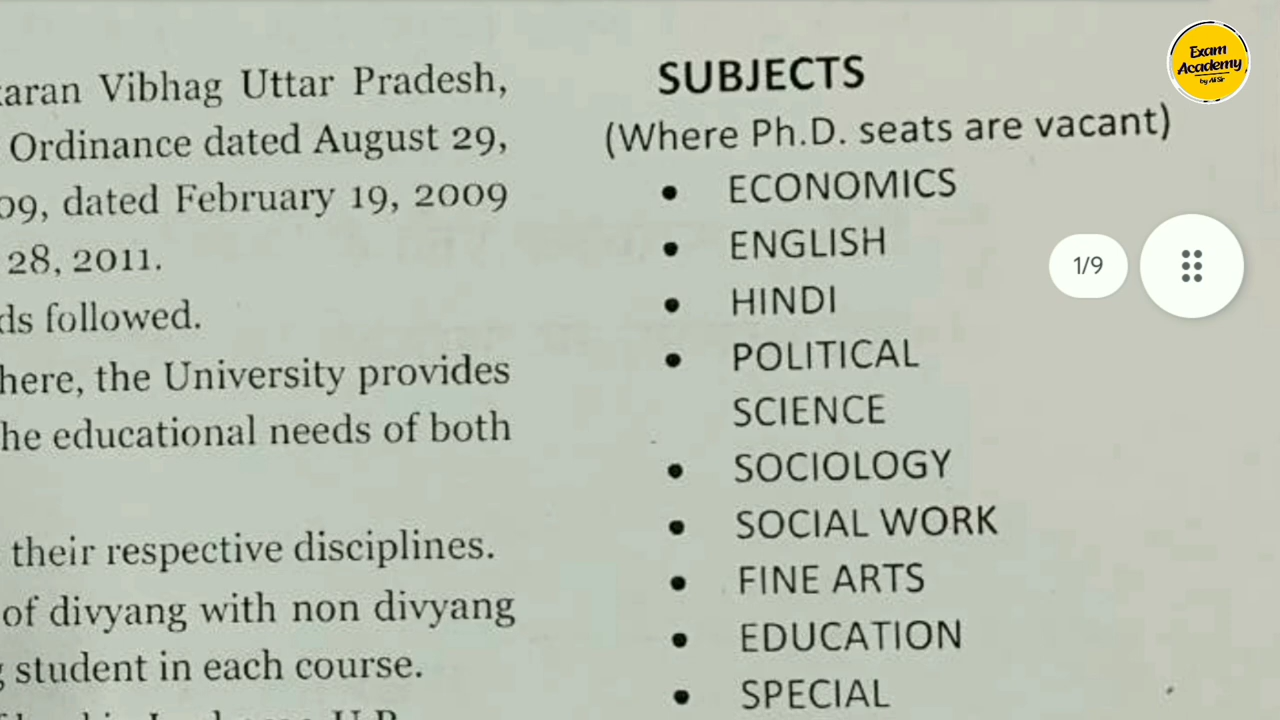 Vibhag Uttar Pradesh,
Ordinance dated August 29,
dated February 19, 2009
28, 2011.
followed.
here, the University provides
he educational needs of both
their respective disciplines.
of divyang with non divyang
student in each course.
SUBJECTS
(Where Ph.D. seats are vacant)
• ECONOMICS
• ENGLISH
• HINDI
• POLITICAL
SCIENCE
• SOCIOLOGY
• SOCIAL WORK
• FINE ARTS
• EDUCATION
• SPECIAL
1/9
Exam
Academy
by Ali Sir